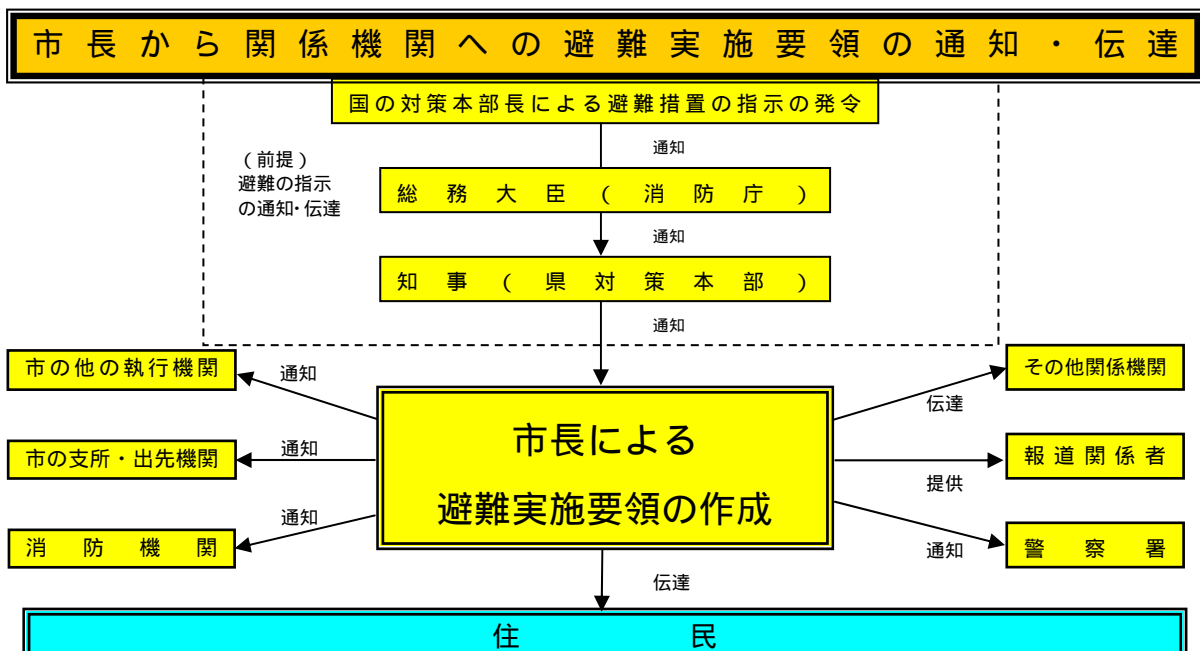 市長から関係機関への避難実施要領の通知・伝達
国の対策本部長による避難措置の指示の発令
通知
(前提)
避難の指示
の通知・伝達
総務大臣(消防庁)
通知
知事(県対策本部)
通知
市の他の執行機関
通知
その他関係機関
伝達
市長による
避難実施要領の作成
市の支所・出先機関
通知
報道関係者
提供
消防機関
通知
警察署
通知
伝達
住民